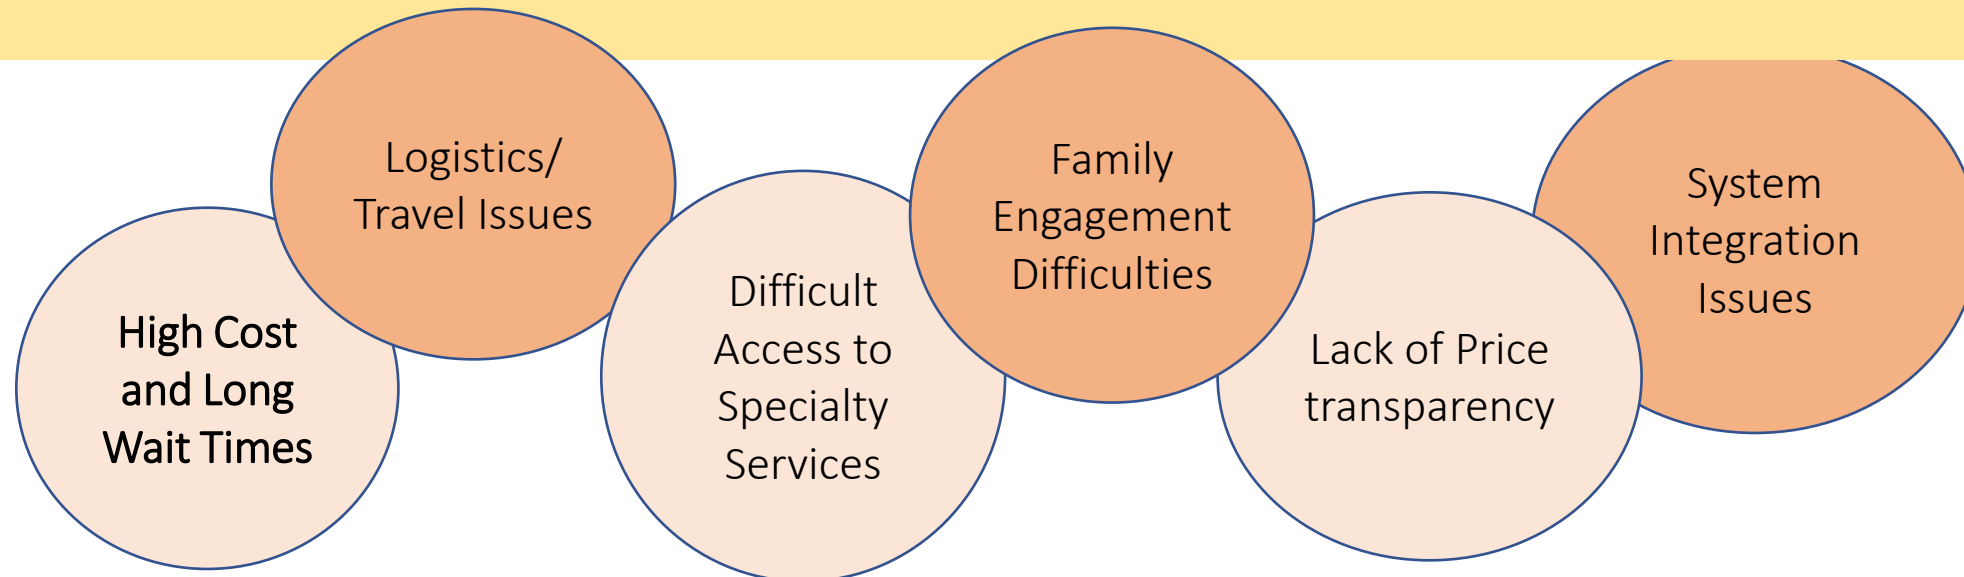 High Cost
and Long
Wait Times
Logistics/
Travel Issues
Difficult
Access to
Specialty
Services
Family
Engagement
Difficulties
Lack of Price
transparency
System
Integration
Issues